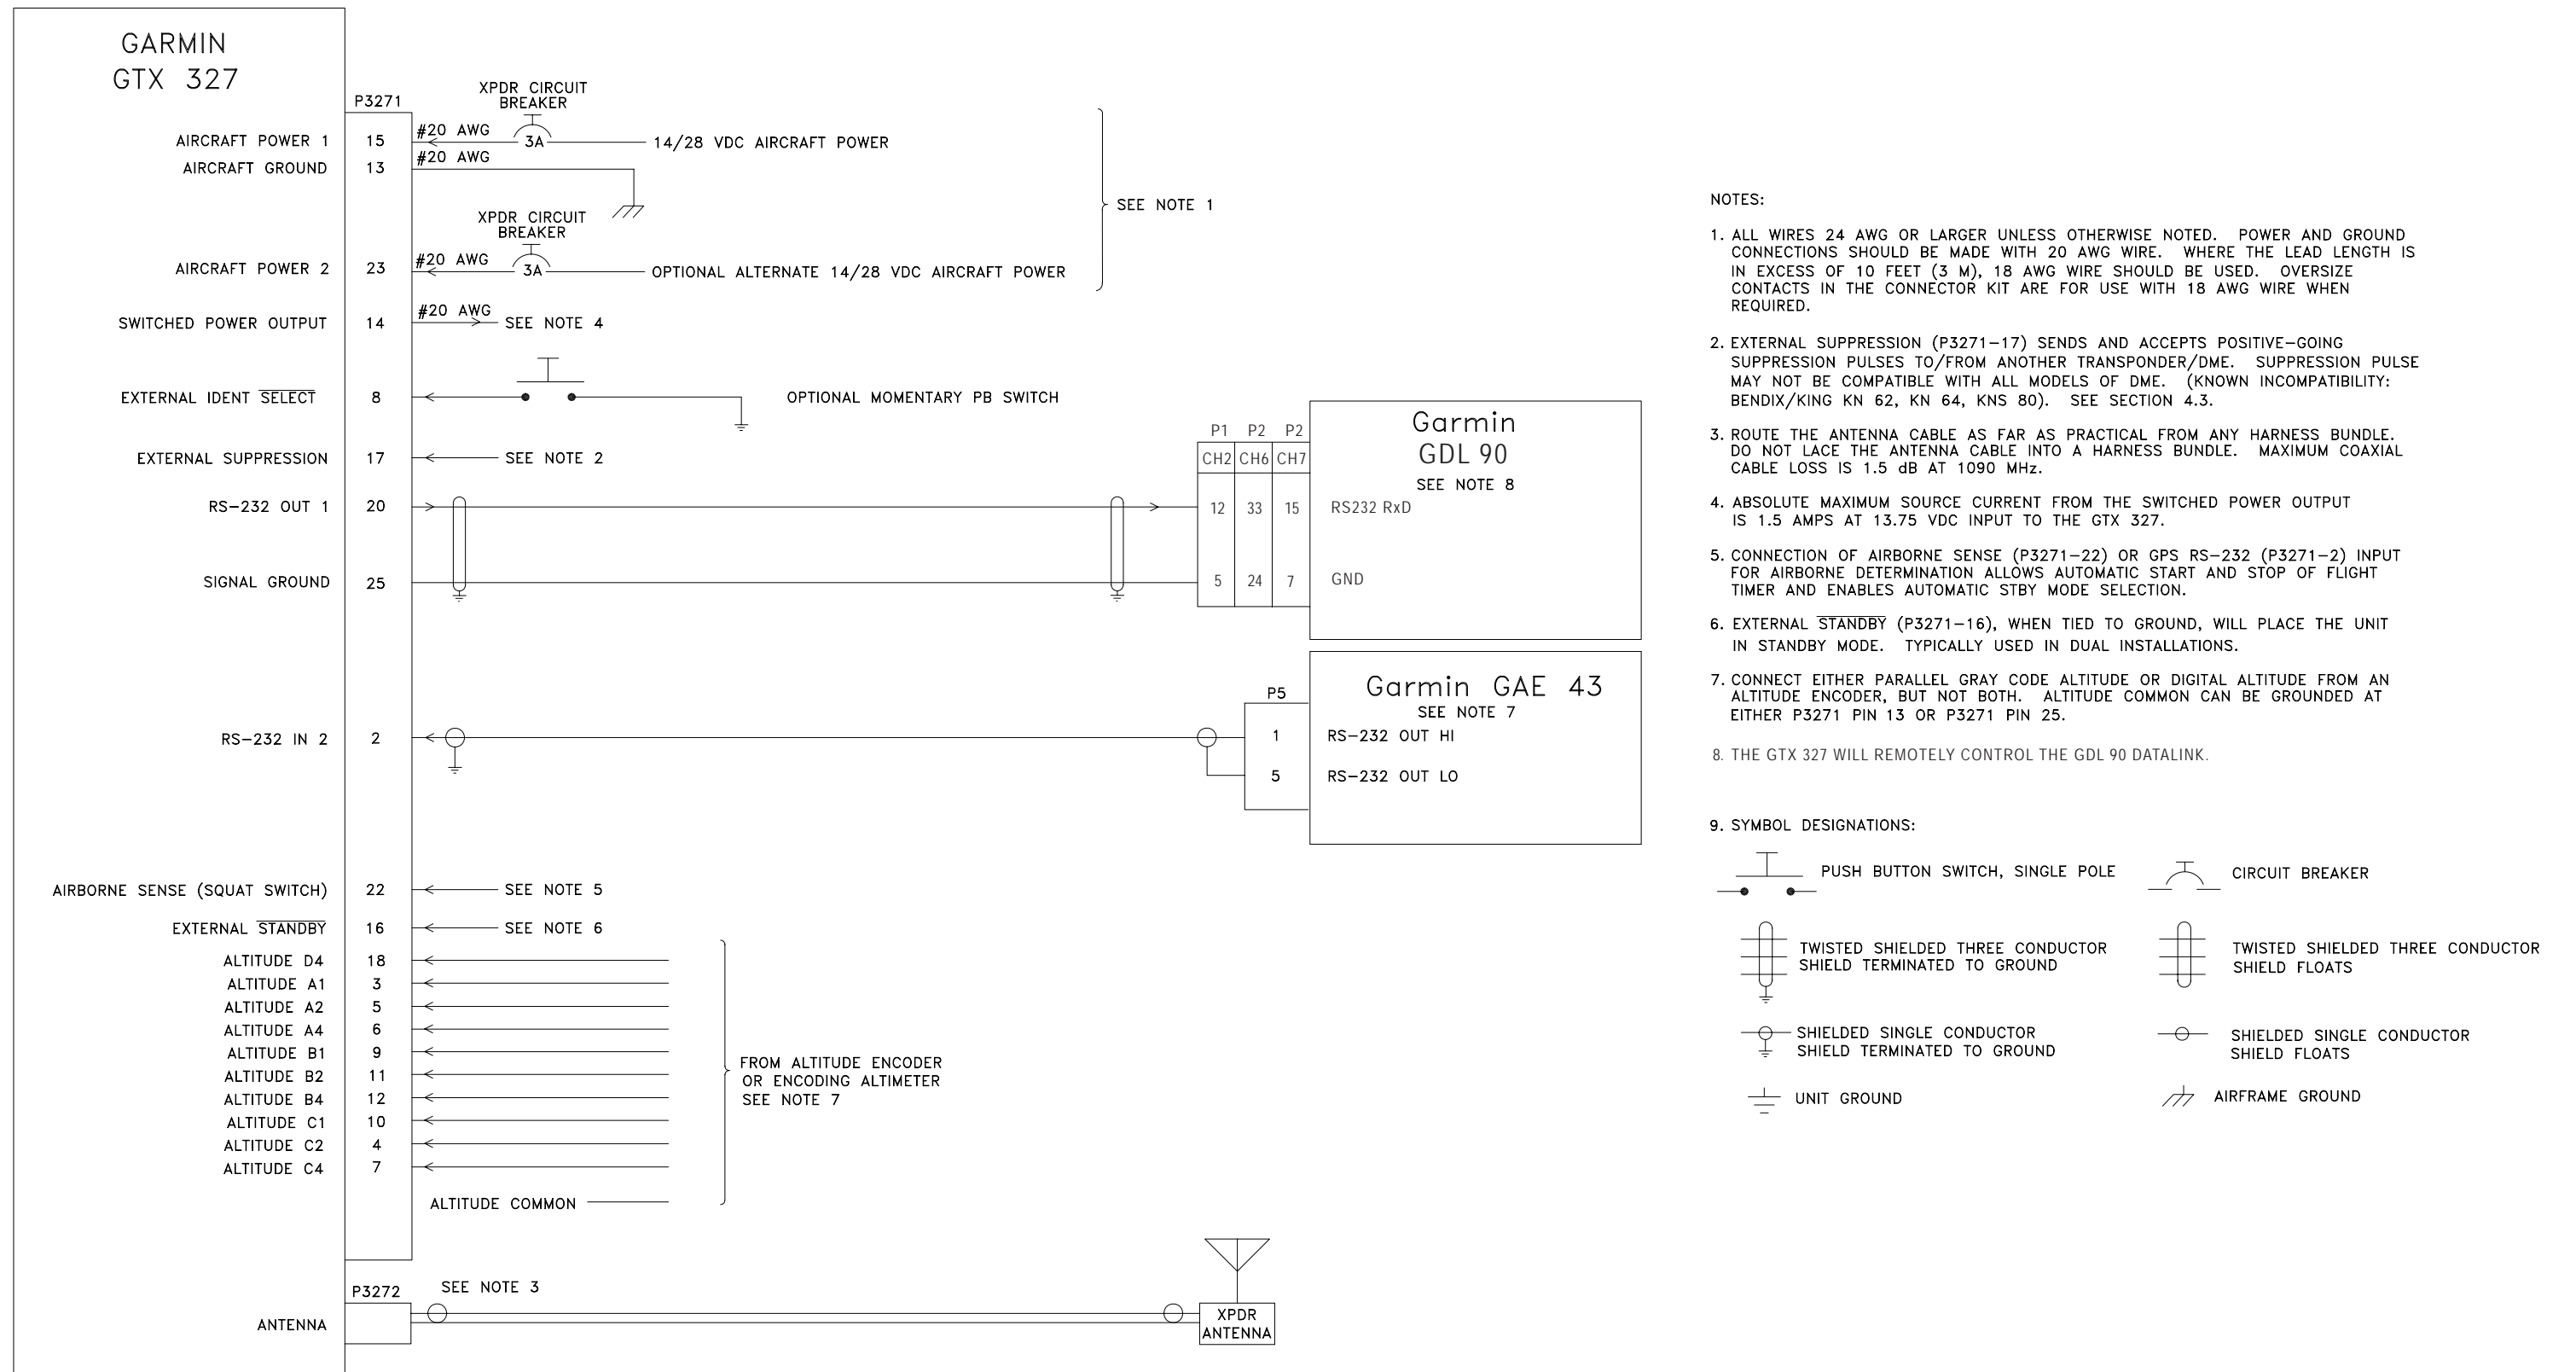 GARMIN
GTX 327
P3271
XPDR CIRCUIT
BREAKER
AIRCRAFT POWER 1 15 #20 AWG 3A 14/28 VDC AIRCRAFT POWER
AIRCRAFT GROUND 13 #20 AWG
XPDR CIRCUIT
BREAKER
SEE NOTE 1
AIRCRAFT POWER 2 23 #20 AWG 3A OPTIONAL ALTERNATE 14/28 VDC AIRCRAFT POWER
SWITCHED POWER OUTPUT 14 #20 AWG SEE NOTE 4
EXTERNAL IDENT SELECT 8 OPTIONAL MOMENTARY PB SWITCH
EXTERNAL SUPPRESSION 17 SEE NOTE 2
RS-232 OUT 1 20
SIGNAL GROUND 25
P1 P2 P2
CH2 CH6 CH7
Garmin
GDL 90
SEE NOTE 8
12 33 15 RS232 RxD
5 24 7 GND
RS-232 IN 2 2
P5
Garmin GAE 43
SEE NOTE 7
1 RS-232 OUT HI
5 RS-232 OUT LO
AIRBORNE SENSE (SQUAT SWITCH) 22 SEE NOTE 5
EXTERNAL STANDBY 16 SEE NOTE 6
ALTITUDE D4 18
ALTITUDE A1 3
ALTITUDE A2 5
ALTITUDE A4 6
ALTITUDE B1 9
ALTITUDE B2 11
ALTITUDE B4 12
ALTITUDE C1 10
ALTITUDE C2 4
ALTITUDE C4 7
ALTITUDE COMMON
FROM ALTITUDE ENCODER
OR ENCODING ALTIMETER
SEE NOTE 7
P3272
SEE NOTE 3
ANTENNA
XPDR
ANTENNA
NOTES:
1. ALL WIRES 24 AWG OR LARGER UNLESS OTHERWISE NOTED. POWER AND GROUND
CONNECTIONS SHOULD BE MADE WITH 20 AWG WIRE. WHERE THE LEAD LENGTH IS
IN EXCESS OF 10 FEET (3 M), 18 AWG WIRE SHOULD BE USED. OVERSIZE
CONTACTS IN THE CONNECTOR KIT ARE FOR USE WITH 18 AWG WIRE WHEN
REQUIRED.
2. EXTERNAL SUPPRESSION (P3271-17) SENDS AND ACCEPTS POSITIVE-GOING
SUPPRESSION PULSES TO/FROM ANOTHER TRANSPONDER/DME. SUPPRESSION PULSE
MAY NOT BE COMPATIBLE WITH ALL MODELS OF DME. (KNOWN INCOMPATIBILITY:
BENDIX/KING KN 62, KN 64, KNS 80). SEE SECTION 4.3.
3. ROUTE THE ANTENNA CABLE AS FAR AS PRACTICAL FROM ANY HARNESS BUNDLE.
DO NOT LACE THE ANTENNA CABLE INTO A HARNESS BUNDLE. MAXIMUM COAXIAL
CABLE LOSS IS 1.5 dB AT 1090 MHz.
4. ABSOLUTE MAXIMUM SOURCE CURRENT FROM THE SWITCHED POWER OUTPUT
IS 1.5 AMPS AT 13.75 VDC INPUT TO THE GTX 327.
5. CONNECTION OF AIRBORNE SENSE (P3271-22) OR GPS RS-232 (P3271-2) INPUT
FOR AIRBORNE DETERMINATION ALLOWS AUTOMATIC START AND STOP OF FLIGHT
TIMER AND ENABLES AUTOMATIC STBY MODE SELECTION.
6. EXTERNAL STANDBY (P3271-16), WHEN TIED TO GROUND, WILL PLACE THE UNIT
IN STANDBY MODE. TYPICALLY USED IN DUAL INSTALLATIONS.
7. CONNECT EITHER PARALLEL GRAY CODE ALTITUDE OR DIGITAL ALTITUDE FROM AN
ALTITUDE ENCODER, BUT NOT BOTH. ALTITUDE COMMON CAN BE GROUNDED AT
EITHER P3271 PIN 13 OR P3271 PIN 25.
8. THE GTX 327 WILL REMOTELY CONTROL THE GDL 90 DATALINK.
9. SYMBOL DESIGNATIONS:
PUSH BUTTON SWITCH, SINGLE POLE
CIRCUIT BREAKER
TWISTED SHIELDED THREE CONDUCTOR
SHIELD TERMINATED TO GROUND
TWISTED SHIELDED THREE CONDUCTOR
SHIELD FLOATS
SHIELDED SINGLE CONDUCTOR
SHIELD TERMINATED TO GROUND
SHIELDED SINGLE CONDUCTOR
SHIELD FLOATS
UNIT GROUND
AIRFRAME GROUND